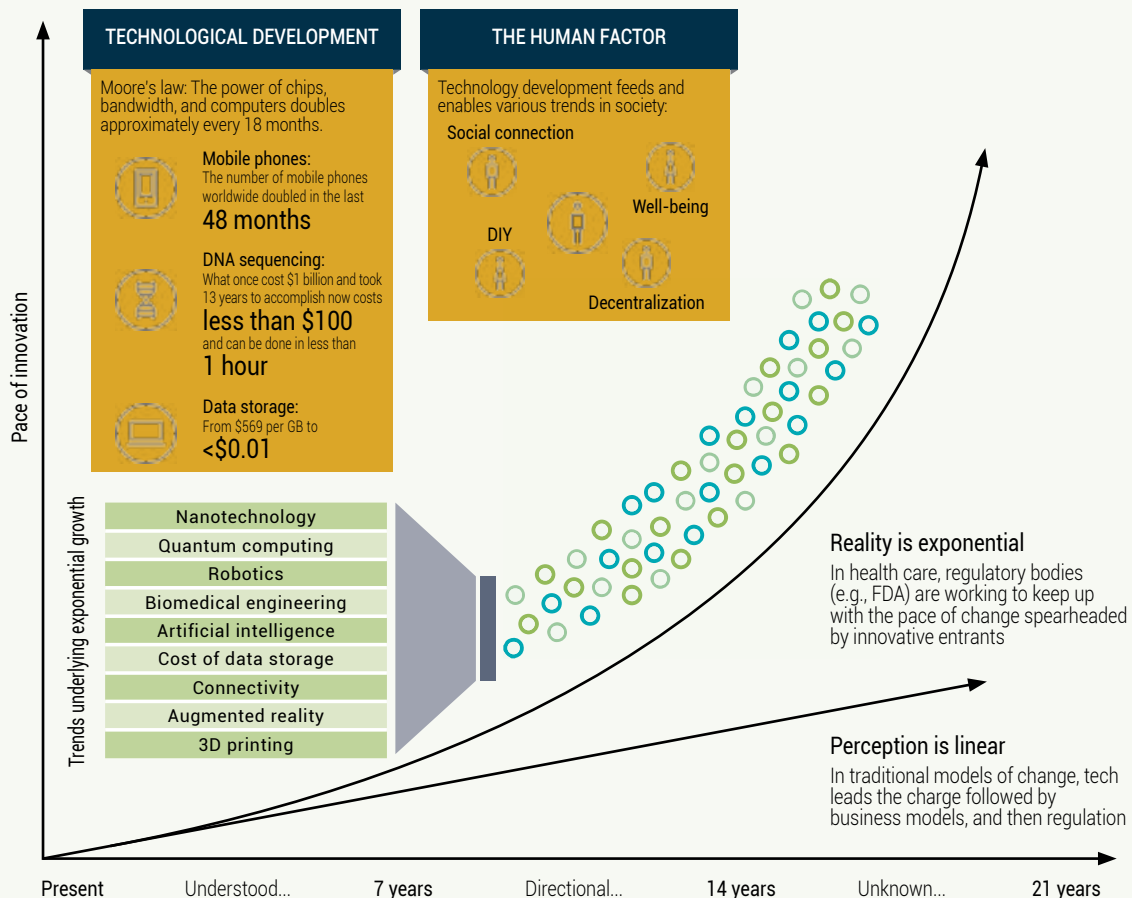 TECHNOLOGICAL DEVELOPMENT
Moore's law: The power of chips,
bandwidth, and computers doubles
approximately every 18 months.
Mobile phones:
The number of mobile phones
worldwide doubled in the last
48 months
DNA sequencing:
What once cost $1 billion and took
13 years to accomplish now costs
less than $100
and can be done in less than
1 hour
Data storage:
From $569 per GB to
<$0.01
THE HUMAN FACTOR
Technology development feeds and
enables various trends in society:
Social connection
Well-being
DIY
Decentralization
Pace of innovation
Trends underlying exponential growth
Nanotechnology
Quantum computing
Robotics
Biomedical engineering
Artificial intelligence
Cost of data storage
Connectivity
Augmented reality
3D printing
Reality is exponential
In health care, regulatory bodies
(e.g., FDA) are working to keep up
with the pace of change spearheaded
by innovative entrants
Perception is linear
In traditional models of change, tech
leads the charge followed by
business models, and then regulation
Present Understood... 7 years Directional... 14 years Unknown... 21 years